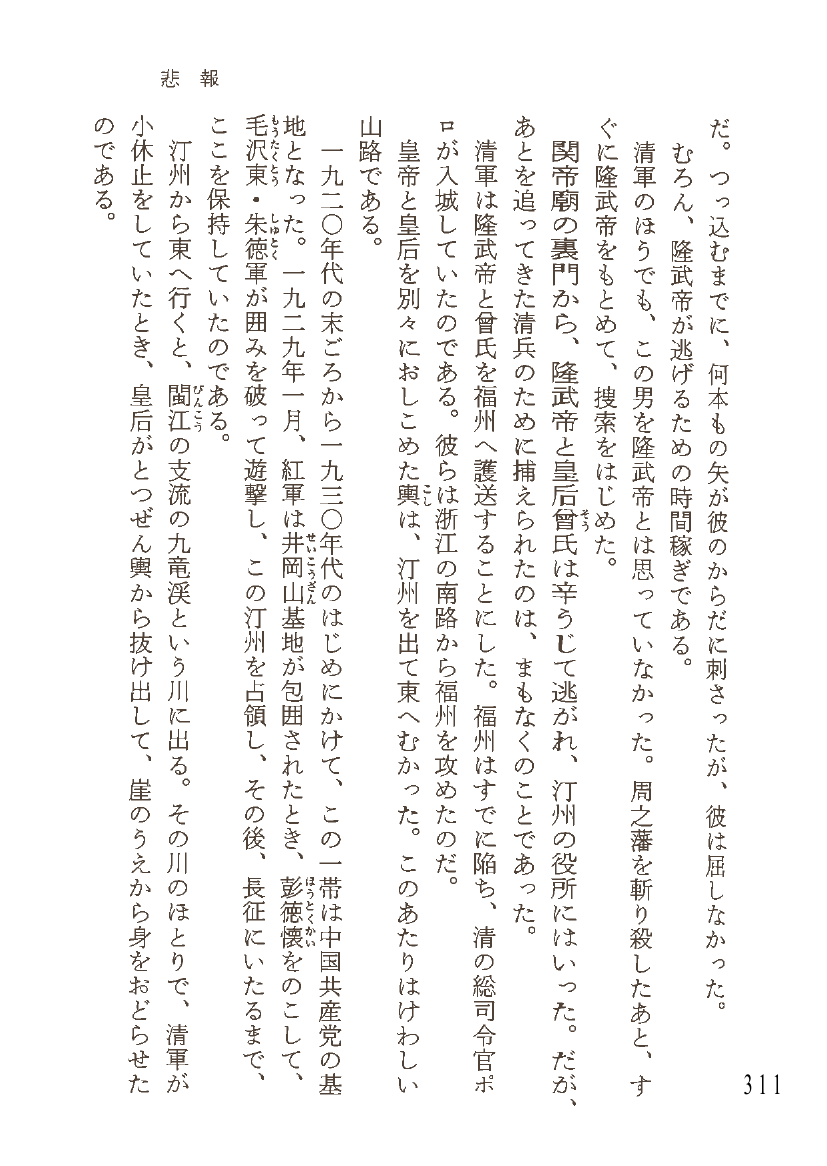 悲報
だ。つっ込むまでに、何本もの矢が彼のからだに刺さったが、彼は屈しなかった。
むろん、隆武帝が逃げるための時間稼ぎである。
清軍のほうでも、この男を隆武帝とは思っていなかった。周之藩を斬り殺したあと、す
ぐに隆武帝をもとめて、捜索をはじめた。
関帝廟の裏門から、隆武帝と皇后曾氏は辛うじて逃がれ、汀州の役所にはいった。だが、
あとを追ってきた清兵のために捕えられたのは、まもなくのことであった。
清軍は隆武帝と曾氏を福州へ護送することにした。福州はすでに陥ち、清の総司令官ボ
ロが入城していたのである。彼らは浙江の南路から福州を攻めたのだ。
皇帝と皇后を別々におしこめた輿は、汀州を出て東へむかった。このあたりはけわしい
山路である。
一九二〇年代の末ごろから一九三〇年代のはじめにかけて、この一帯は中国共産党の基
地となった。一九二九年一月、紅軍は井岡山基地が包囲されたとき、彭徳懐をのこして、
毛沢東・朱徳軍が囲みを破って遊撃し、この汀州を占領し、その後、長征にいたるまで、
ここを保持していたのである。
汀州から東へ行くと、閩江の支流の九竜渓という川に出る。その川のほとりで、清軍が
小休止をしていたとき、皇后がとつぜん輿から抜け出して、崖のうえから身をおどらせた
のである。
311